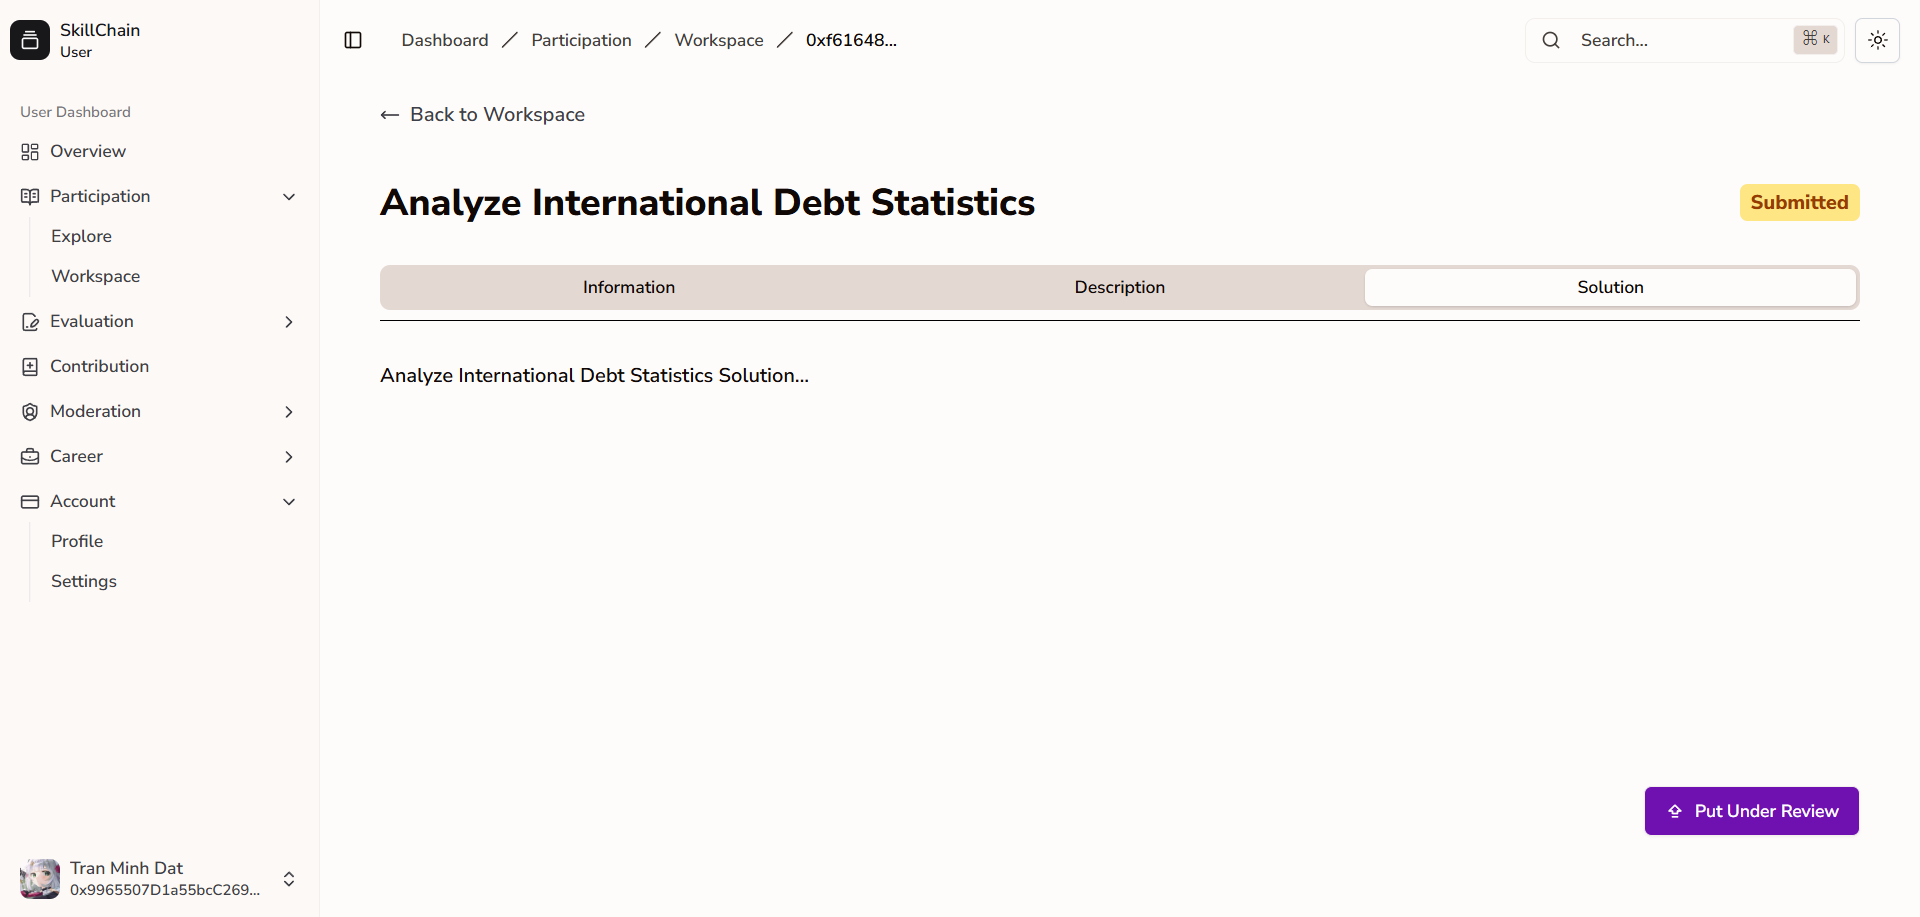 SkillChain
User
User Dashboard
Overview
Participation
Explore
Workspace
Evaluation
Contribution
Moderation
Career
Account
Profile
Settings
Tran Minh Dat
0x9965507D1a55bcC269...
Dashboard / Participation / Workspace / 0xf61648...
Search...
⌘ K
← Back to Workspace
Analyze International Debt Statistics
Submitted
Information
Description
Solution
Analyze International Debt Statistics Solution...
Put Under Review